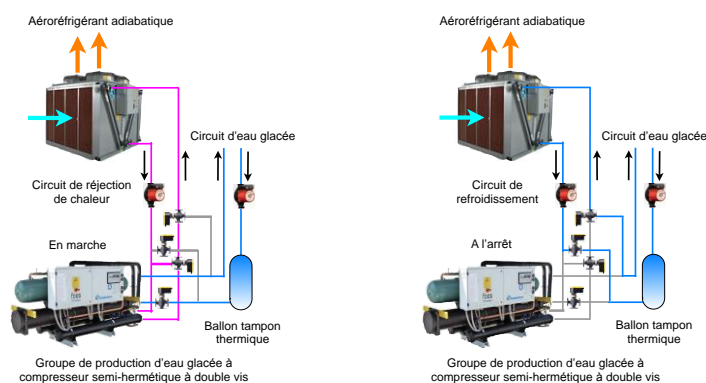 Aéroréfrigérant adiabatique
Circuit d'eau glacée
Circuit de réjection
de chaleur
En marche
Ballon tampon
thermique
Groupe de production d'eau glacée à
compresseur semi-hermétique à double vis
Aéroréfrigérant adiabatique
Circuit d'eau glacée
Circuit de
refroidissement
A l'arrêt
Ballon tampon
thermique
Groupe de production d'eau glacée à
compresseur semi-hermétique à double vis